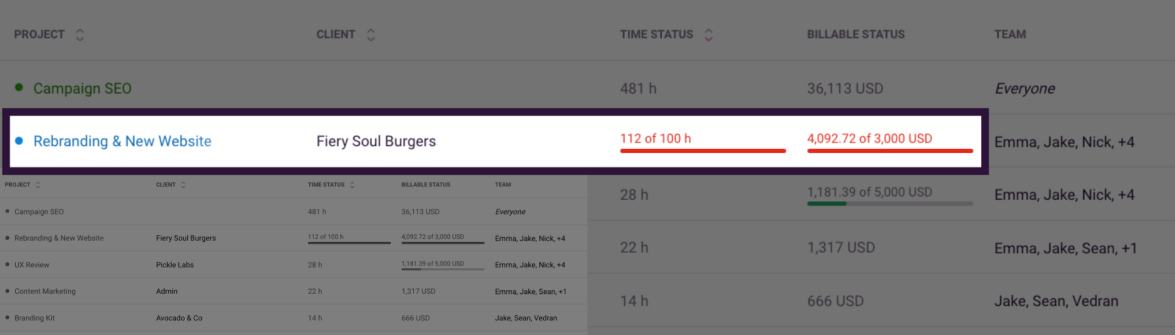 PROJECT CLIENT TIME STATUS BILLABLE STATUS TEAM
Campaign SEO 481 h 36,113 USD Everyone
Rebranding & New Website Fiery Soul Burgers 112 of 100 h 4,092.72 of 3,000 USD Emma, Jake, Nick, +4
28 h 1,181.39 of 5,000 USD Emma, Jake, Nick, +4
22 h 1,317 USD Emma, Jake, Sean, +1
14 h 666 USD Jake, Sean, Vedran
PROJECT CLIENT TIME STATUS BILLABLE STATUS TEAM
Campaign SEO 481 h 36,113 USD Everyone
Rebranding & New Website Fiery Soul Burgers 112 of 100 h 4,092.72 of 3,000 USD Emma, Jake, Nick, +4
UX Review Pickle Labs 28 h 1,181.39 of 5,000 USD Emma, Jake, Nick, +4
Content Marketing Admin 22 h 1,317 USD Emma, Jake, Sean, +1
Branding Kit Avocado & Co 14 h 666 USD Jake, Sean, Vedran